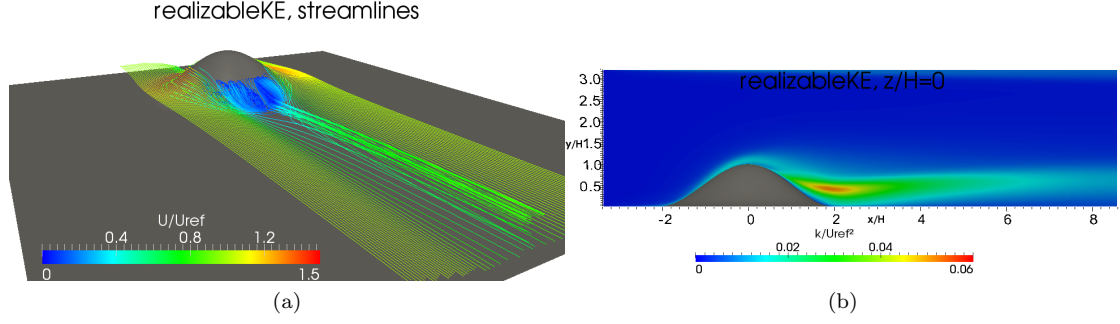 realizableKE, streamlines
U/Uref
0.4 0.8 1.2
0 1.5
(a)
realizableKE, z/H=0
3.0
2.5
2.0
y/H 1.5
1.0
0.5
-2 0 2 x/H 4 6 8
k/Uref²
0.02 0.04
0 0.06
(b)